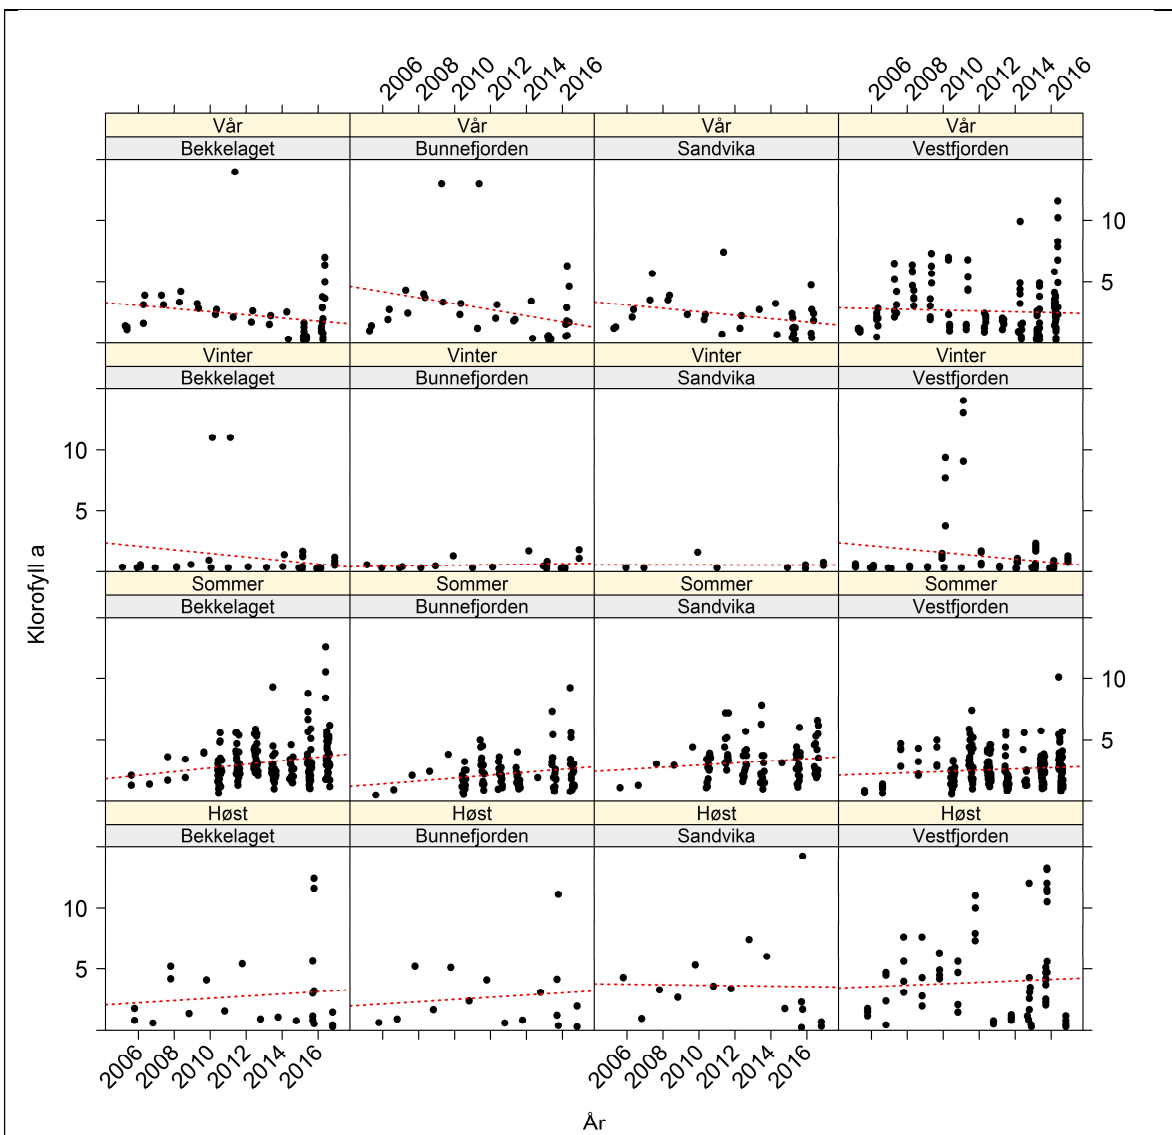 2006 2008 2010 2012 2014 2016 2006 2008 2010 2012 2014 2016
Vår Vår Vår Vår
Bekkelaget Bunnefjorden Sandvika Vestfjorden
10
5
Vinter Vinter Vinter Vinter
Bekkelaget Bunnefjorden Sandvika Vestfjorden
10
5
Sommer Sommer Sommer Sommer
Bekkelaget Bunnefjorden Sandvika Vestfjorden
10
5
Høst Høst Høst Høst
Bekkelaget Bunnefjorden Sandvika Vestfjorden
10
5
2006 2008 2010 2012 2014 2016 2006 2008 2010 2012 2014 2016
Klorofyll a
År